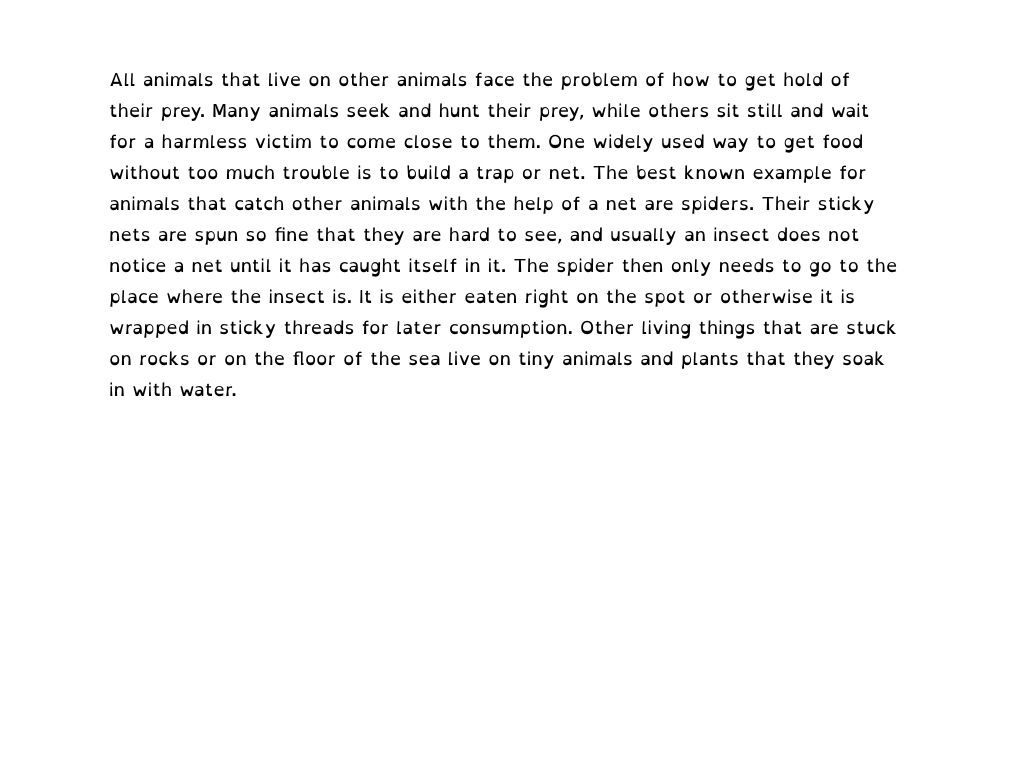 All animals that live on other animals face the problem of how to get hold of
their prey. Many animals seek and hunt their prey, while others sit still and wait
for a harmless victim to come close to them. One widely used way to get food
without too much trouble is to build a trap or net. The best known example for
animals that catch other animals with the help of a net are spiders. Their sticky
nets are spun so fine that they are hard to see, and usually an insect does not
notice a net until it has caught itself in it. The spider then only needs to go to the
place where the insect is. It is either eaten right on the spot or otherwise it is
wrapped in sticky threads for later consumption. Other living things that are stuck
on rocks or on the floor of the sea live on tiny animals and plants that they soak
in with water.